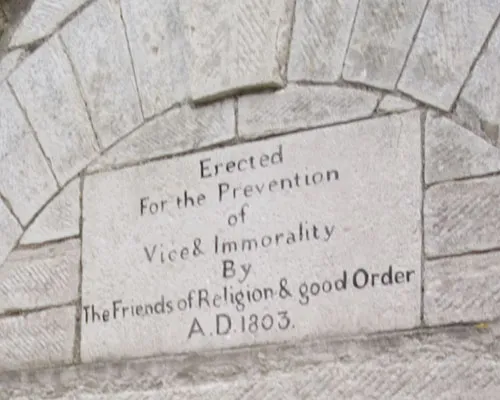 Erected
For the Prevention
of
Vice & Immorality
By
The Friends of Religion & good Order
A.D. 1803.